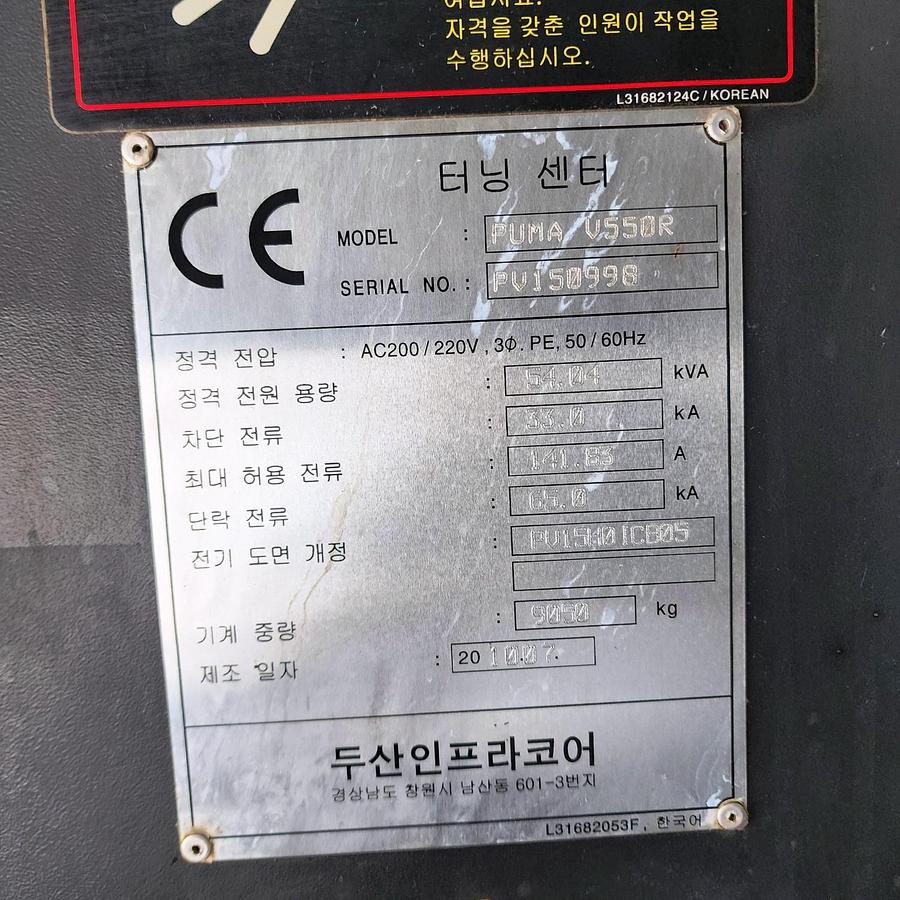 자격을 갖춘 인원이 작업을
수행하십시오.
L31682124C / KOREAN
CE
터닝 센터
MODEL : PUMA V550R
SERIAL NO. : PV150998
정격 전압 : AC200 / 220V , 3Φ. PE, 50 / 60Hz
정격 전원 용량 : 54.04 kVA
차단 전류 : 33.0 kA
최대 허용 전류 : 141.83 A
단락 전류 : 65.0 kA
전기 도면 개정 :
기계 중량 : 9050 kg
제조 일자 : 20 10.07.
두산인프라코어
경상남도 창원시 남산동 601-3번지
L31682053F , 한국어